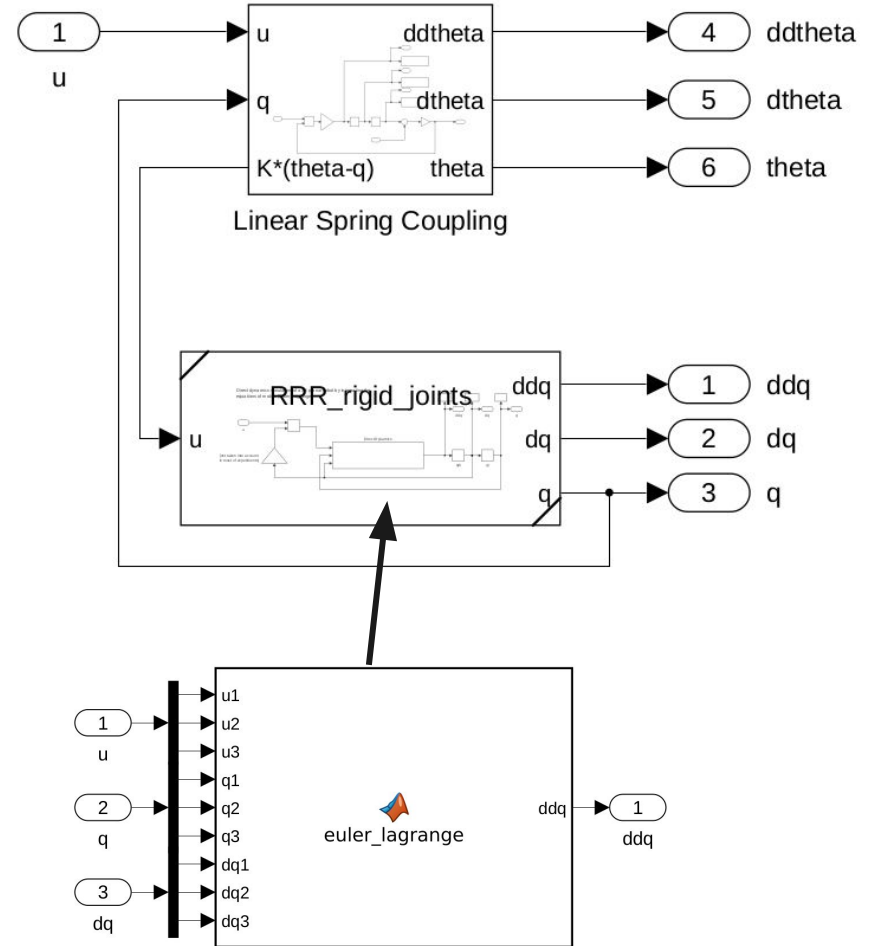 1
u
u
q
K*(theta-q)
ddtheta
dtheta
theta
4 ddtheta
5 dtheta
6 theta
Linear Spring Coupling
RRR_rigid_joints
u
ddq
dq
q
1 ddq
2 dq
3 q
1
u
2
q
3
dq
u1
u2
u3
q1
q2
q3
dq1
dq2
dq3
euler_lagrange
ddq
1
ddq